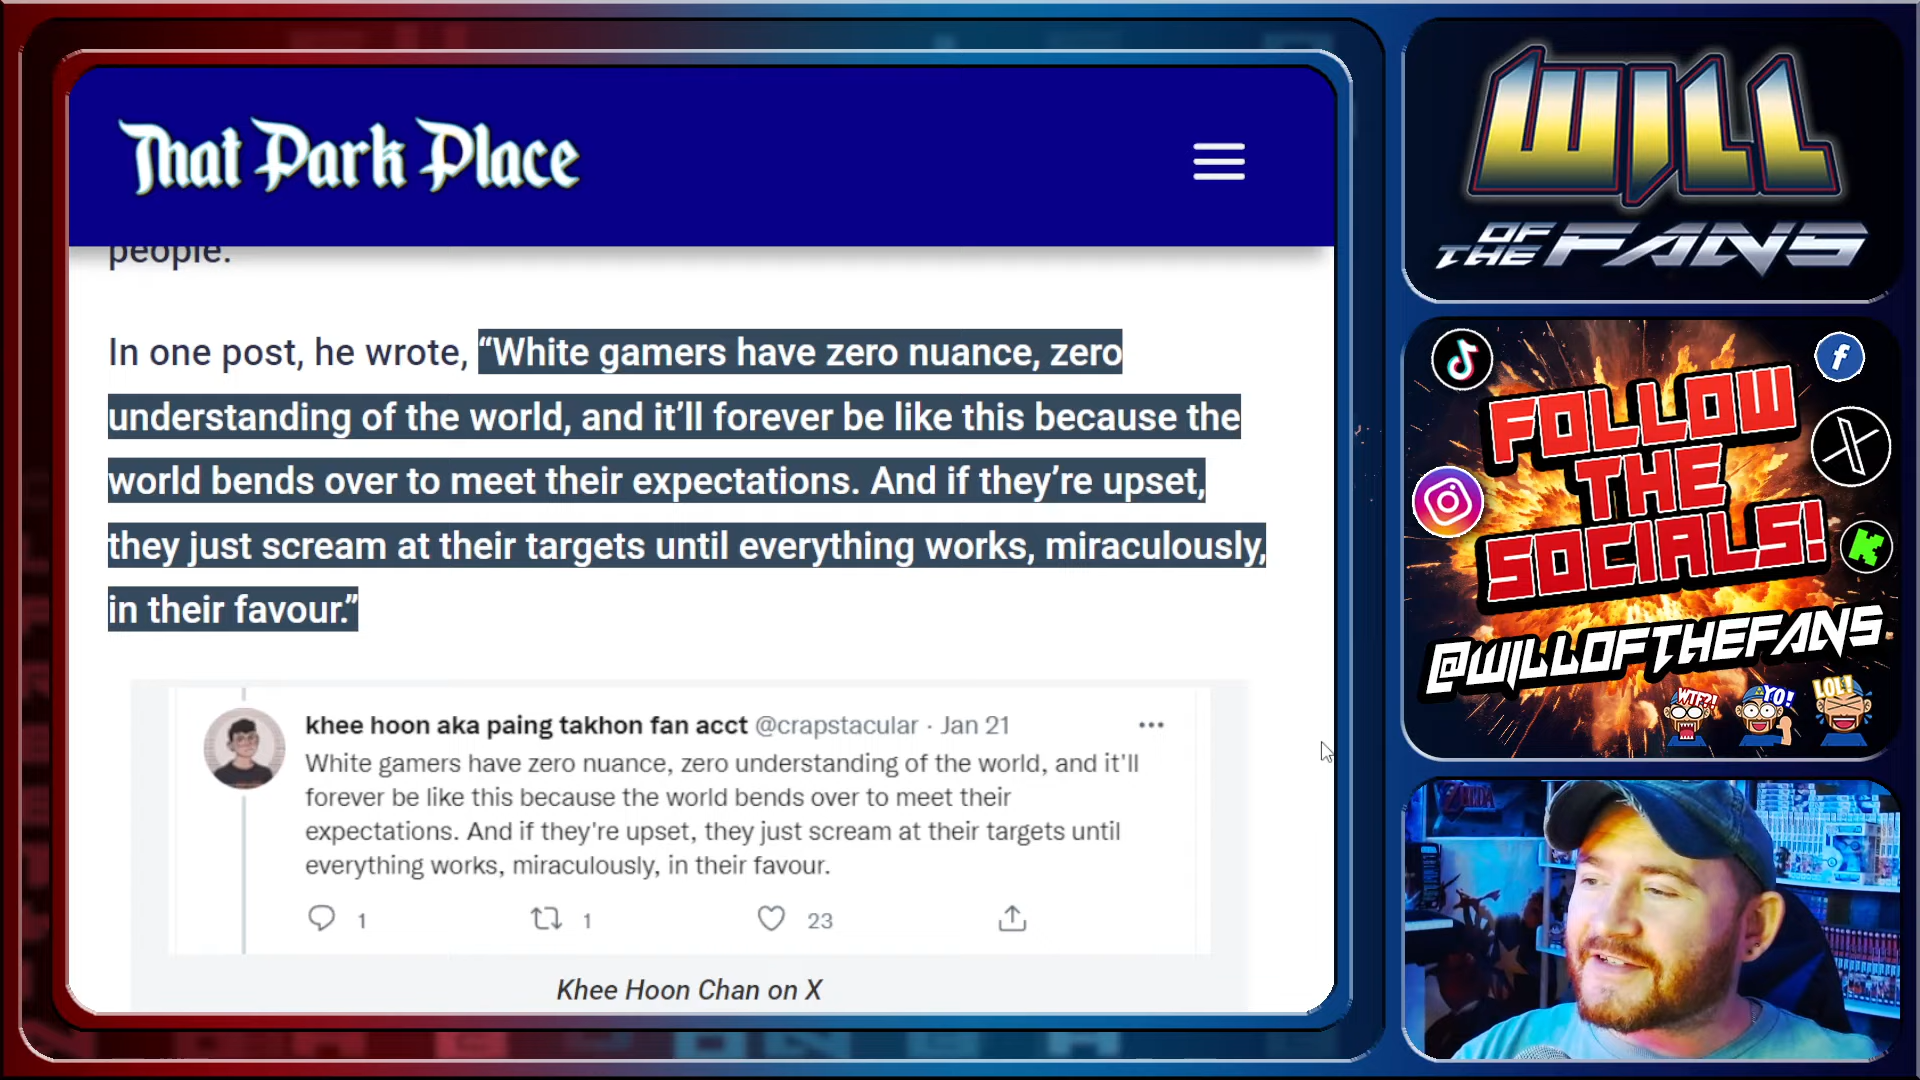 That Park Place
people.
In one post, he wrote, “White gamers have zero nuance, zero
understanding of the world, and it’ll forever be like this because the
world bends over to meet their expectations. And if they’re upset,
they just scream at their targets until everything works, miraculously,
in their favour.”
khee hoon aka paing takhon fan acct @crapstacular · Jan 21
White gamers have zero nuance, zero understanding of the world, and it'll
forever be like this because the world bends over to meet their
expectations. And if they're upset, they just scream at their targets until
everything works, miraculously, in their favour.
1 1 23
Khee Hoon Chan on X
WILL
OF THE FANS
FOLLOW
THE
SOCIALS!
@WILLOFTHEFANS
WTF?! YO! LOL!